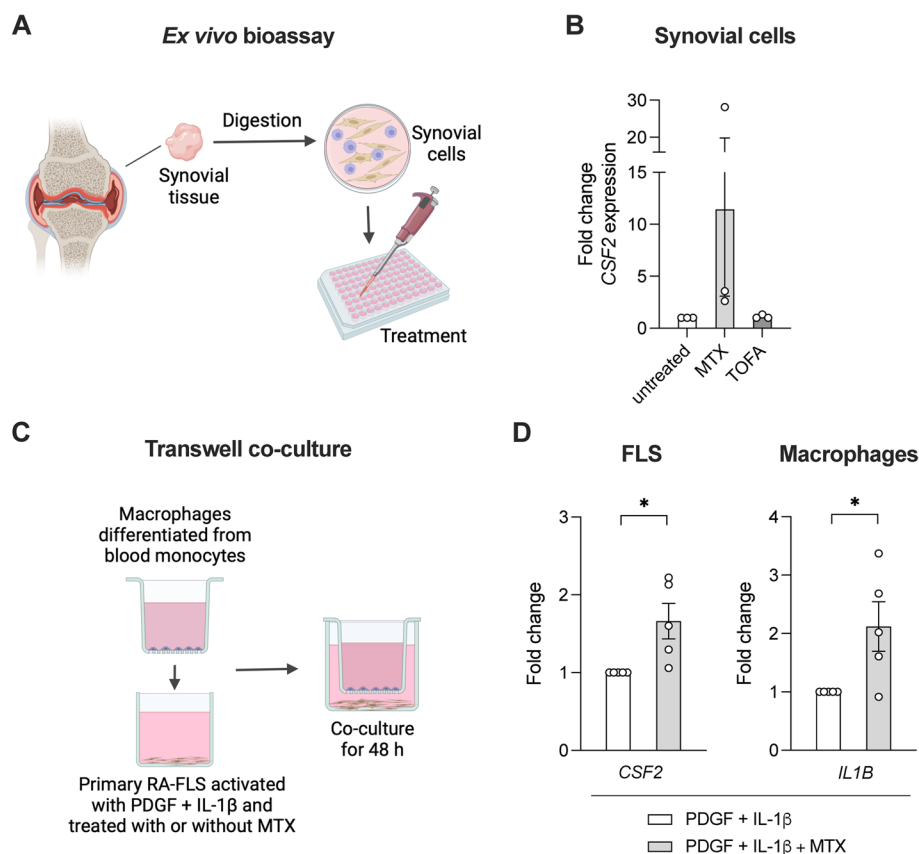 A
Ex vivo bioassay
Digestion
Synovial
tissue
Synovial
cells
Treatment
B
Synovial cells
Fold change
CSF2 expression
30
20
15
10
5
0
untreated
MTX
TOFA
C
Transwell co-culture
Macrophages
differentiated from
blood monocytes
Primary RA-FLS activated
with PDGF + IL-1β and
treated with or without MTX
Co-culture
for 48 h
D
FLS
Fold change
3
2
1
0
*
CSF2
Macrophages
Fold change
4
3
2
1
0
*
IL1B
PDGF + IL-1β
PDGF + IL-1β + MTX